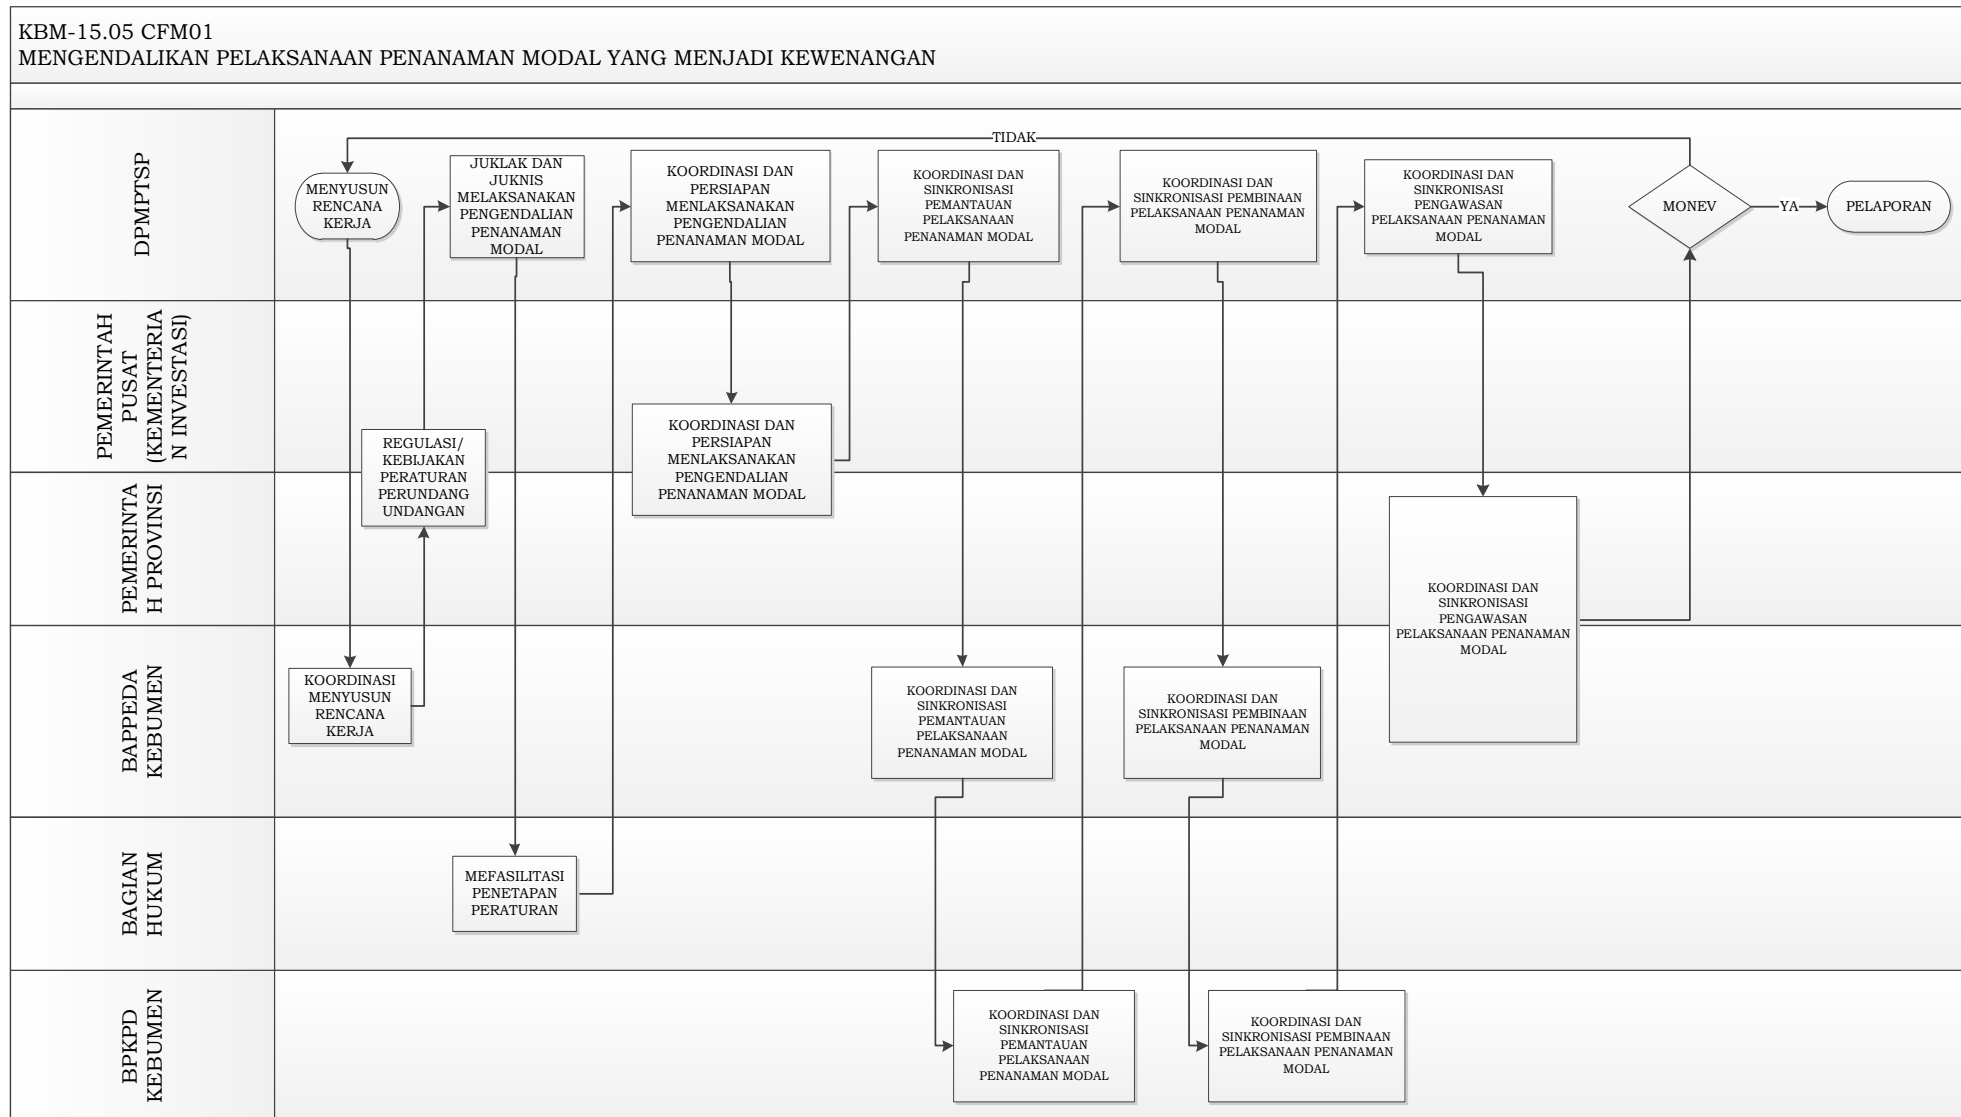 KBM-15.05 CFM01
MENGENDALIKAN PELAKSANAAN PENANAMAN MODAL YANG MENJADI KEWENANGAN
DPMPTSP
TIDAK
MENYUSUN
RENCANA
KERJA
JUKLAK DAN
JUKNIS
MELAKSANAKAN
PENGENDALIAN
PENANAMAN
MODAL
KOORDINASI DAN
PERSIAPAN
MENLAKSANAKAN
PENGENDALIAN
PENANAMAN MODAL
KOORDINASI DAN
SINKRONISASI
PEMANTAUAN
PELAKSANAAN
PENANAMAN MODAL
KOORDINASI DAN
SINKRONISASI PEMBINAAN
PELAKSANAAN PENANAMAN
MODAL
KOORDINASI DAN
SINKRONISASI
PENGAWASAN
PELAKSANAAN PENANAMAN
MODAL
MONEV
YA
PELAPORAN
PEMERINTAH
PUSAT
(KEMENTERIA
N INVESTASI)
REGULASI/
KEBIJAKAN
PERATURAN
PERUNDANG
UNDANGAN
KOORDINASI DAN
PERSIAPAN
MENLAKSANAKAN
PENGENDALIAN
PENANAMAN MODAL
PEMERINTA
H PROVINSI
KOORDINASI DAN
SINKRONISASI
PENGAWASAN
PELAKSANAAN PENANAMAN
MODAL
BAPPEDA
KEBUMEN
KOORDINASI
MENYUSUN
RENCANA
KERJA
KOORDINASI DAN
SINKRONISASI
PEMANTAUAN
PELAKSANAAN
PENANAMAN MODAL
KOORDINASI DAN
SINKRONISASI PEMBINAAN
PELAKSANAAN PENANAMAN
MODAL
BAGIAN
HUKUM
MEFASILITASI
PENETAPAN
PERATURAN
BPKPD
KEBUMEN
KOORDINASI DAN
SINKRONISASI
PEMANTAUAN
PELAKSANAAN
PENANAMAN MODAL
KOORDINASI DAN
SINKRONISASI PEMBINAAN
PELAKSANAAN PENANAMAN
MODAL